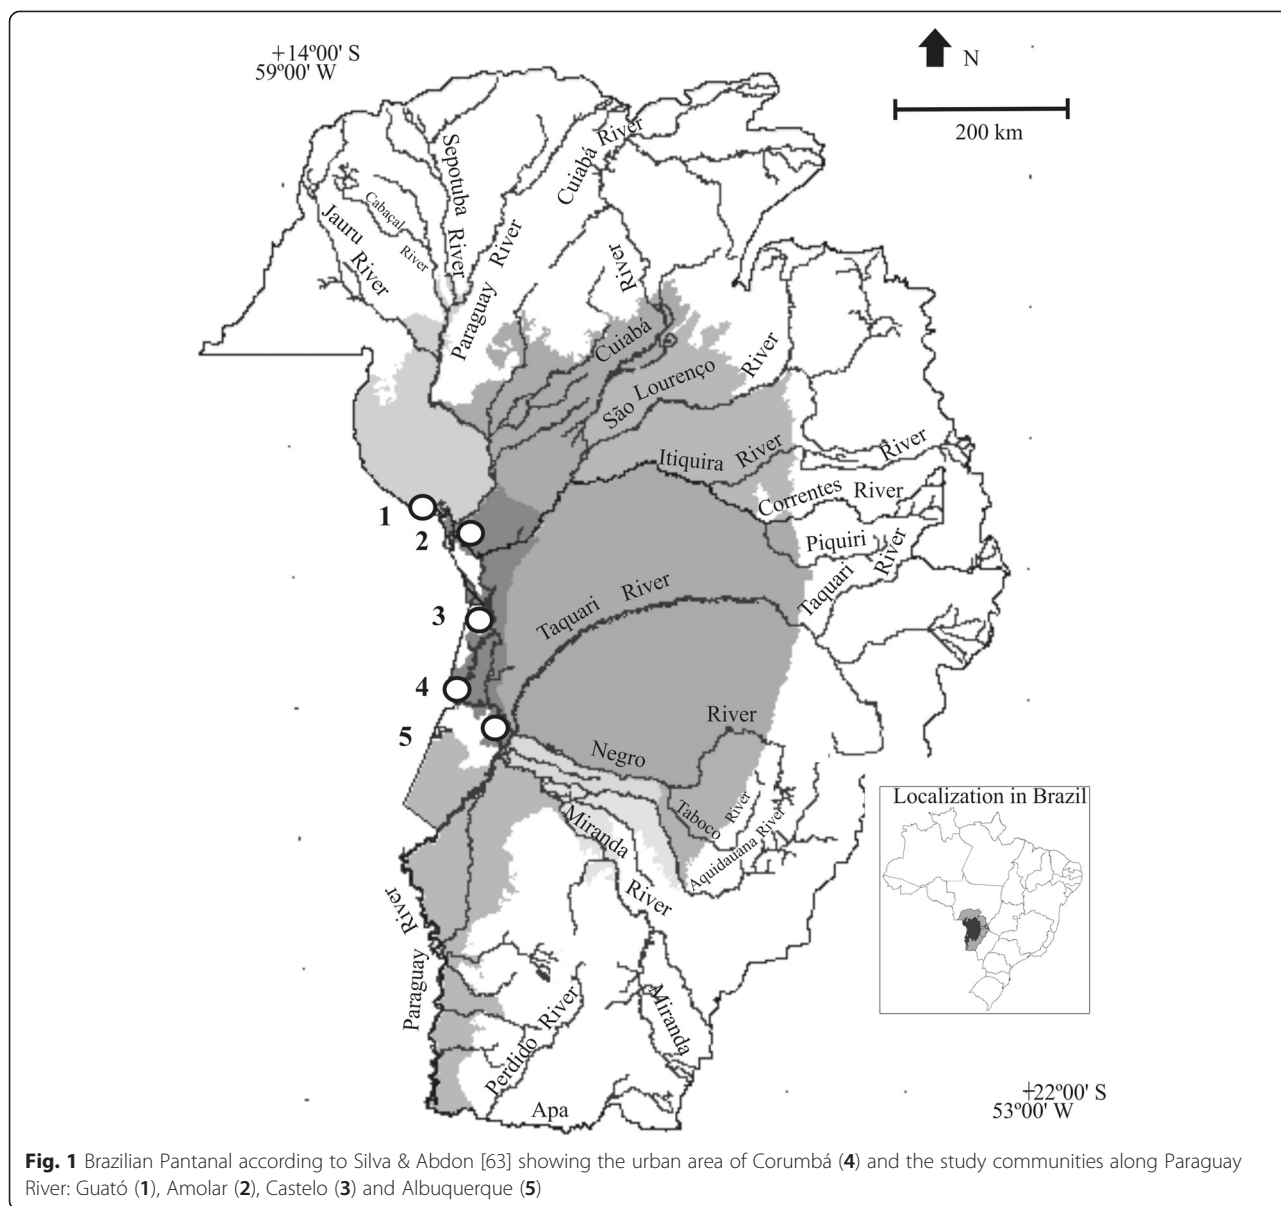 +14º00' S
59º00' W
N
200 km
Sepotuba River
Cuiabá River
Cabaçal River
Jauru River
Paraguay River
River
Cuiabá
São Lourenço River
Itiquira River
River
Correntes River
Piquiri River
Taquari River
Taquari
1
2
3
4
5
River
Negro
Taboco River
Aquidauana River
Miranda River
Localization in Brazil
Paraguay River
Perdido River
Miranda
Apa
+22º00' S
53º00' W
Fig. 1 Brazilian Pantanal according to Silva & Abdon [63] showing the urban area of Corumbá (4) and the study communities along Paraguay
River: Guató (1), Amolar (2), Castelo (3) and Albuquerque (5)